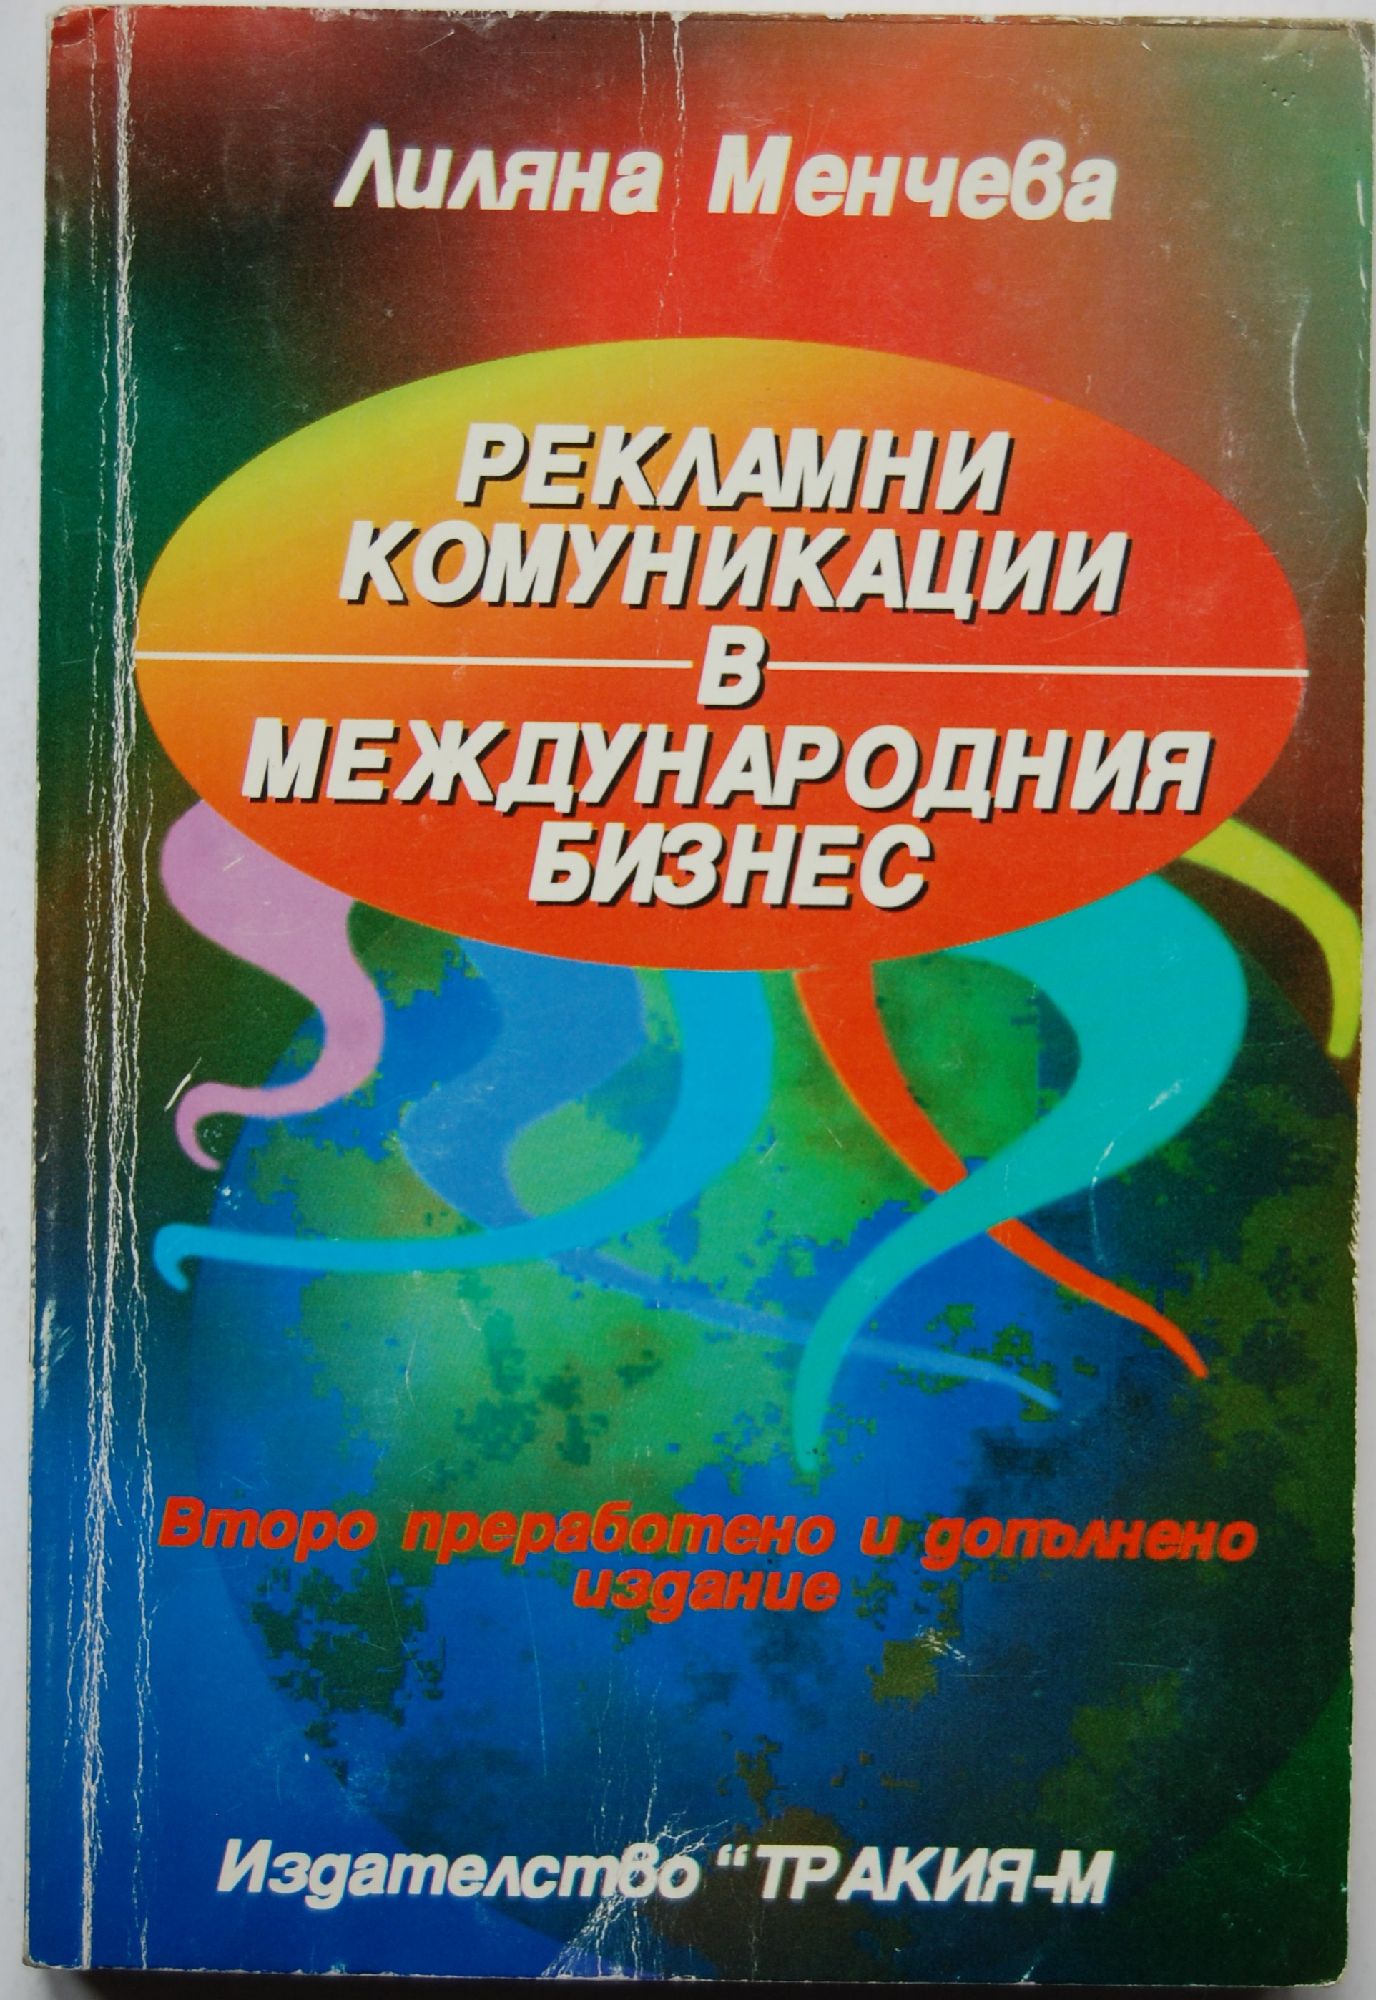 Лиляна Менчева
РЕКЛАМНИ
КОМУНИКАЦИИ
В
МЕЖДУНАРОДНИЯ
БИЗНЕС
Второ преработено и допълнено
издание
Издателство “ТРАКИЯ-М